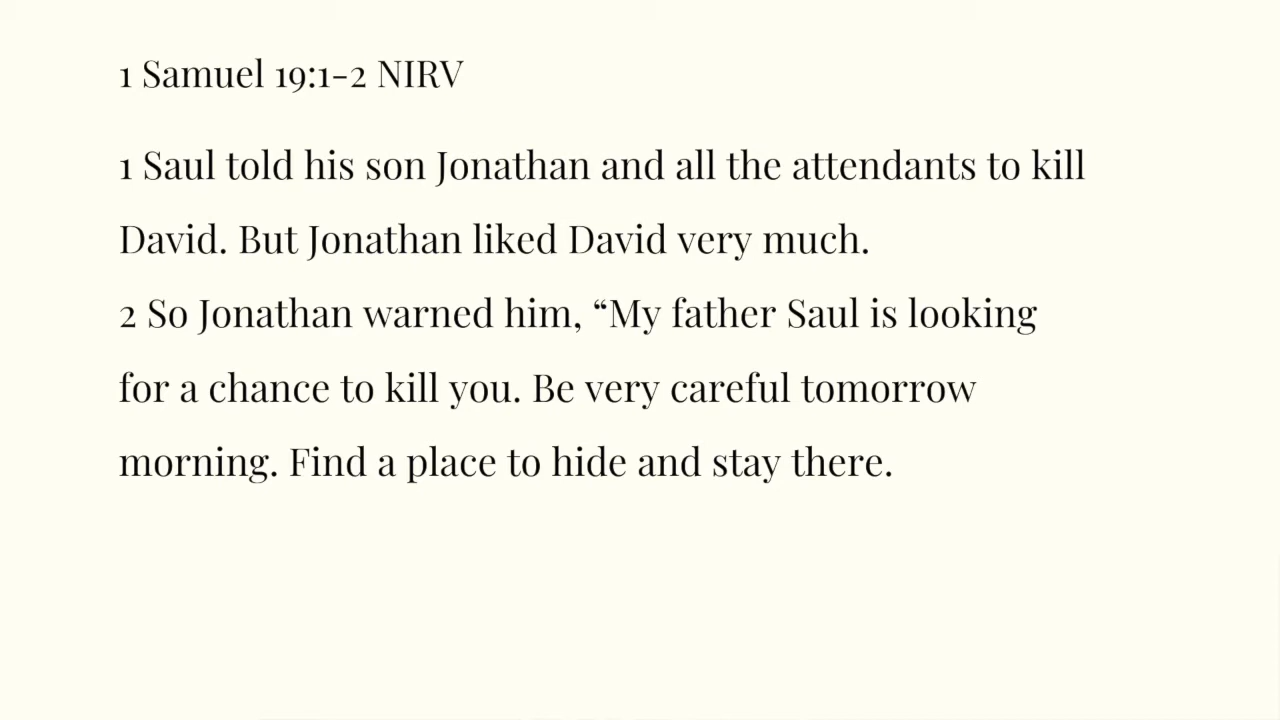 1 Samuel 19:1-2 NIRV
1 Saul told his son Jonathan and all the attendants to kill
David. But Jonathan liked David very much.
2 So Jonathan warned him, “My father Saul is looking
for a chance to kill you. Be very careful tomorrow
morning. Find a place to hide and stay there.